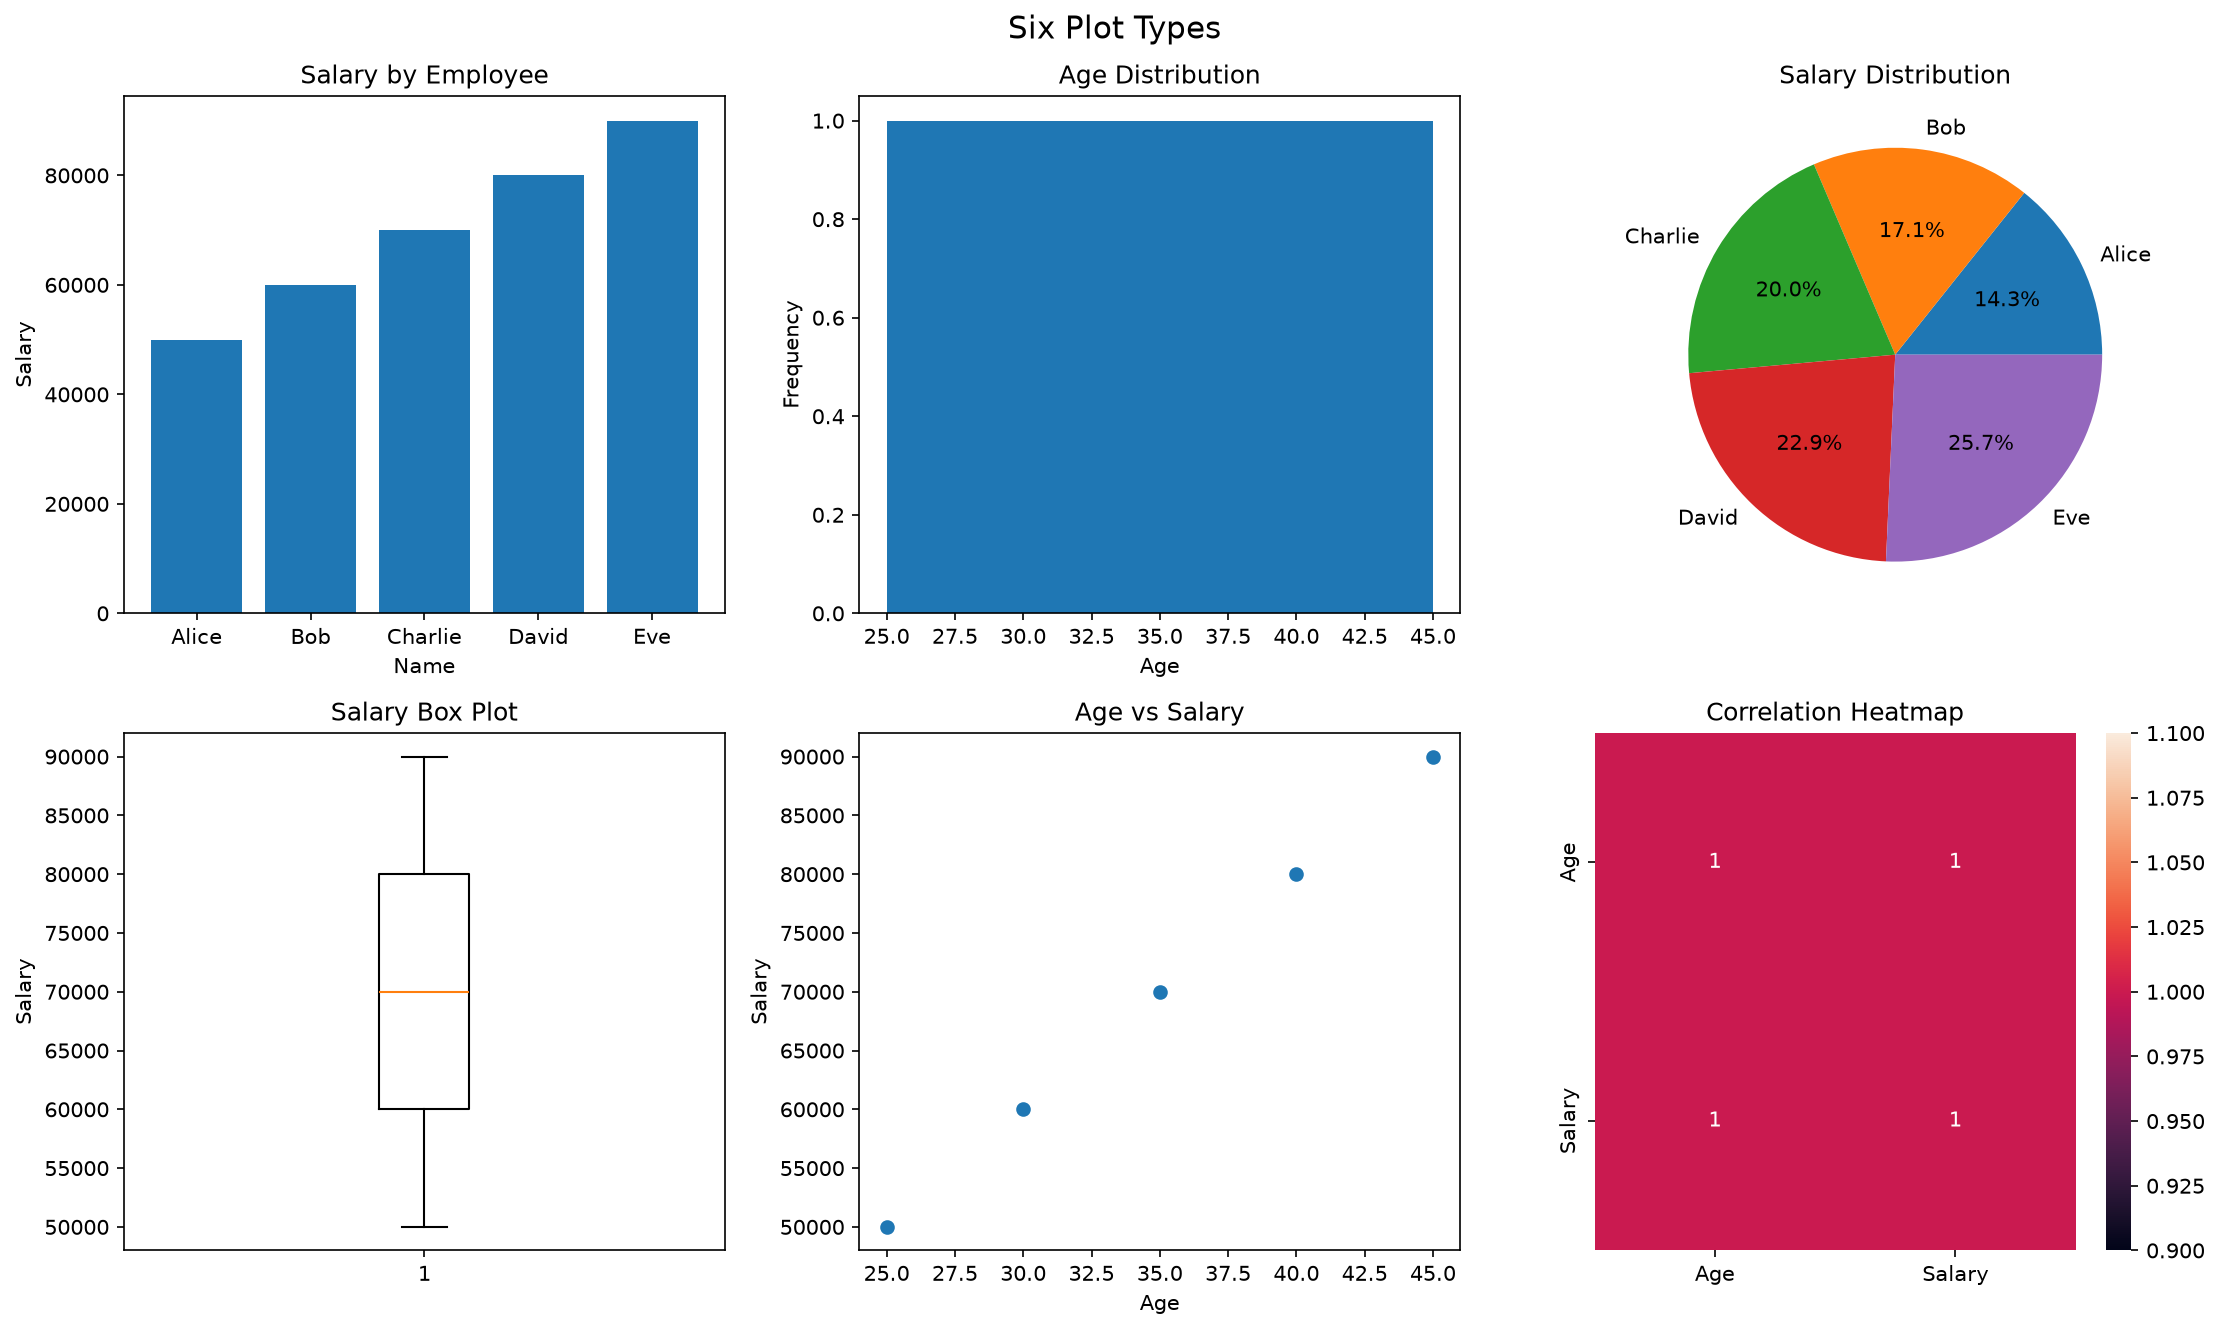 Six Plot Types
Salary by Employee
Salary
80000
60000
40000
20000
0
Alice Bob Charlie David Eve
Name
Age Distribution
Frequency
1.0
0.8
0.6
0.4
0.2
0.0
25.0 27.5 30.0 32.5 35.0 37.5 40.0 42.5 45.0
Age
Salary Distribution
Bob
17.1%
Charlie
Alice
20.0%
14.3%
22.9%
25.7%
David
Eve
Salary Box Plot
Salary
90000
85000
80000
75000
70000
65000
60000
55000
50000
1
Age vs Salary
Salary
90000
85000
80000
75000
70000
65000
60000
55000
50000
25.0 27.5 30.0 32.5 35.0 37.5 40.0 42.5 45.0
Age
Correlation Heatmap
Age
1 1
Salary
1 1
Age Salary
1.100
1.075
1.050
1.025
1.000
0.975
0.950
0.925
0.900